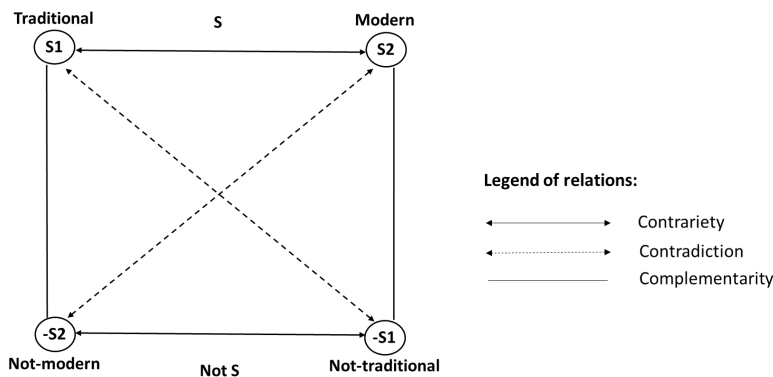 Traditional
S
Modern
S1
S2
Legend of relations:
Contrariety
Contradiction
Complementarity
-S2
-S1
Not-modern
Not S
Not-traditional